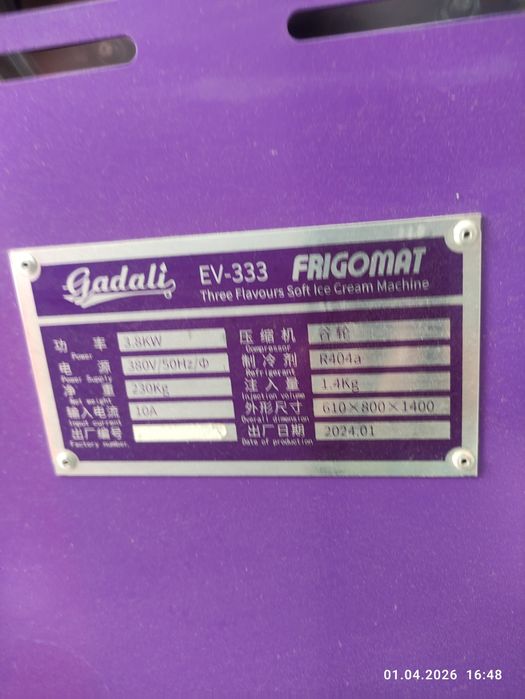 Gadali EV-333 FRIGOMAT
Three Flavours Soft Ice Cream Machine
功 率 3.8KW 压 缩 机 谷轮
Power Compressor
电 源 380V/50Hz/Φ 制 冷 剂 R404a
Power Supply Refrigerant
净 重 230Kg 注 入 量 1.4Kg
Net weight Injection volume
输入电流 10A 外形尺寸 610×800×1400
Input current Overall dimension
出厂编号 出厂日期 2024.01
Factory number Date of production
01.04.2026 16:48